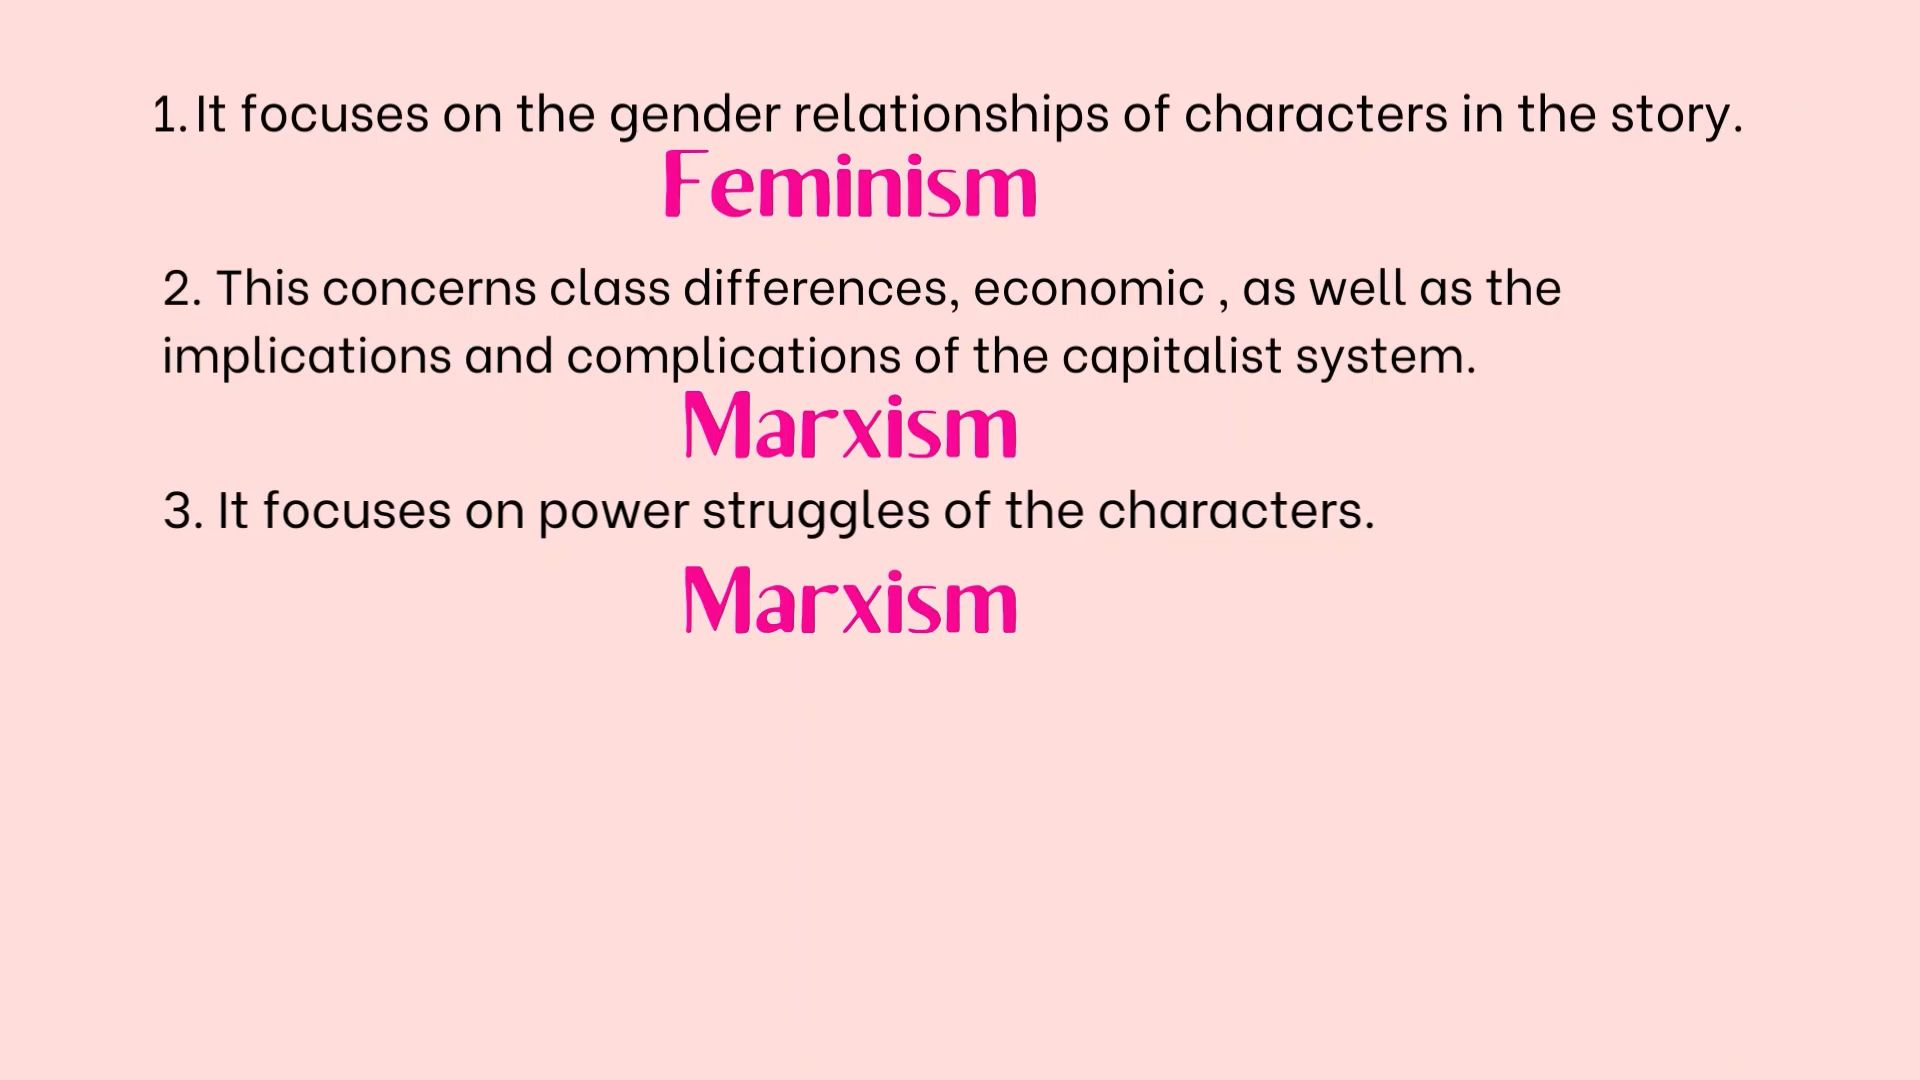 1. It focuses on the gender relationships of characters in the story.
Feminism
2. This concerns class differences, economic , as well as the
implications and complications of the capitalist system.
Marxism
3. It focuses on power struggles of the characters.
Marxism